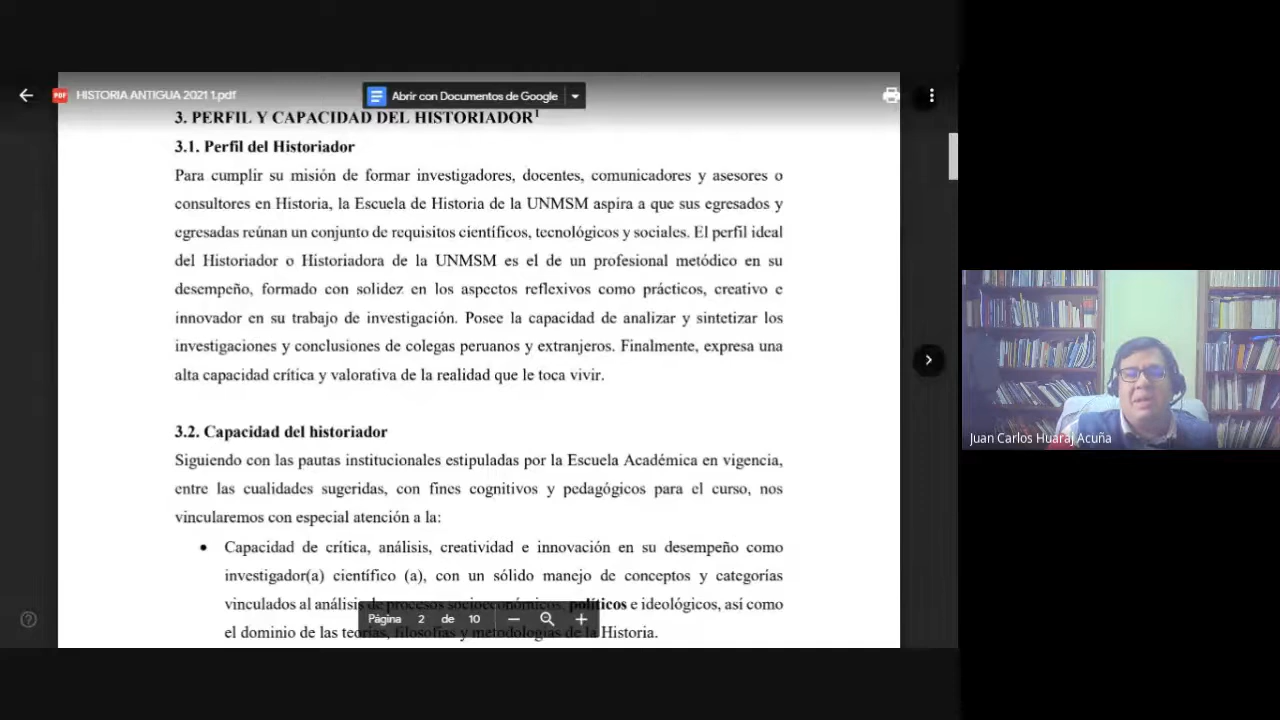 HISTORIA ANTIGUA 2021 1.pdf
Abrir con Documentos de Google
3. PERFIL Y CAPACIDAD DEL HISTORIADOR1
3.1. Perfil del Historiador
Para cumplir su misión de formar investigadores, docentes, comunicadores y asesores o
consultores en Historia, la Escuela de Historia de la UNMSM aspira a que sus egresados y
egresadas reúnan un conjunto de requisitos científicos, tecnológicos y sociales. El perfil ideal
del Historiador o Historiadora de la UNMSM es el de un profesional metódico en su
desempeño, formado con solidez en los aspectos reflexivos como prácticos, creativo e
innovador en su trabajo de investigación. Posee la capacidad de analizar y sintetizar los
investigaciones y conclusiones de colegas peruanos y extranjeros. Finalmente, expresa una
alta capacidad crítica y valorativa de la realidad que le toca vivir.
3.2. Capacidad del historiador
Siguiendo con las pautas institucionales estipuladas por la Escuela Académica en vigencia,
entre las cualidades sugeridas, con fines cognitivos y pedagógicos para el curso, nos
vincularemos con especial atención a la:
• Capacidad de crítica, análisis, creatividad e innovación en su desempeño como
investigador(a) científico (a), con un sólido manejo de conceptos y categorías
vinculados al análisis de procesos socioeconómicos, políticos e ideológicos, así como
el dominio de las teorías, filosofías y metodologías de la Historia.
Página 2 de 10
Juan Carlos Huaraj Acuña
PDF